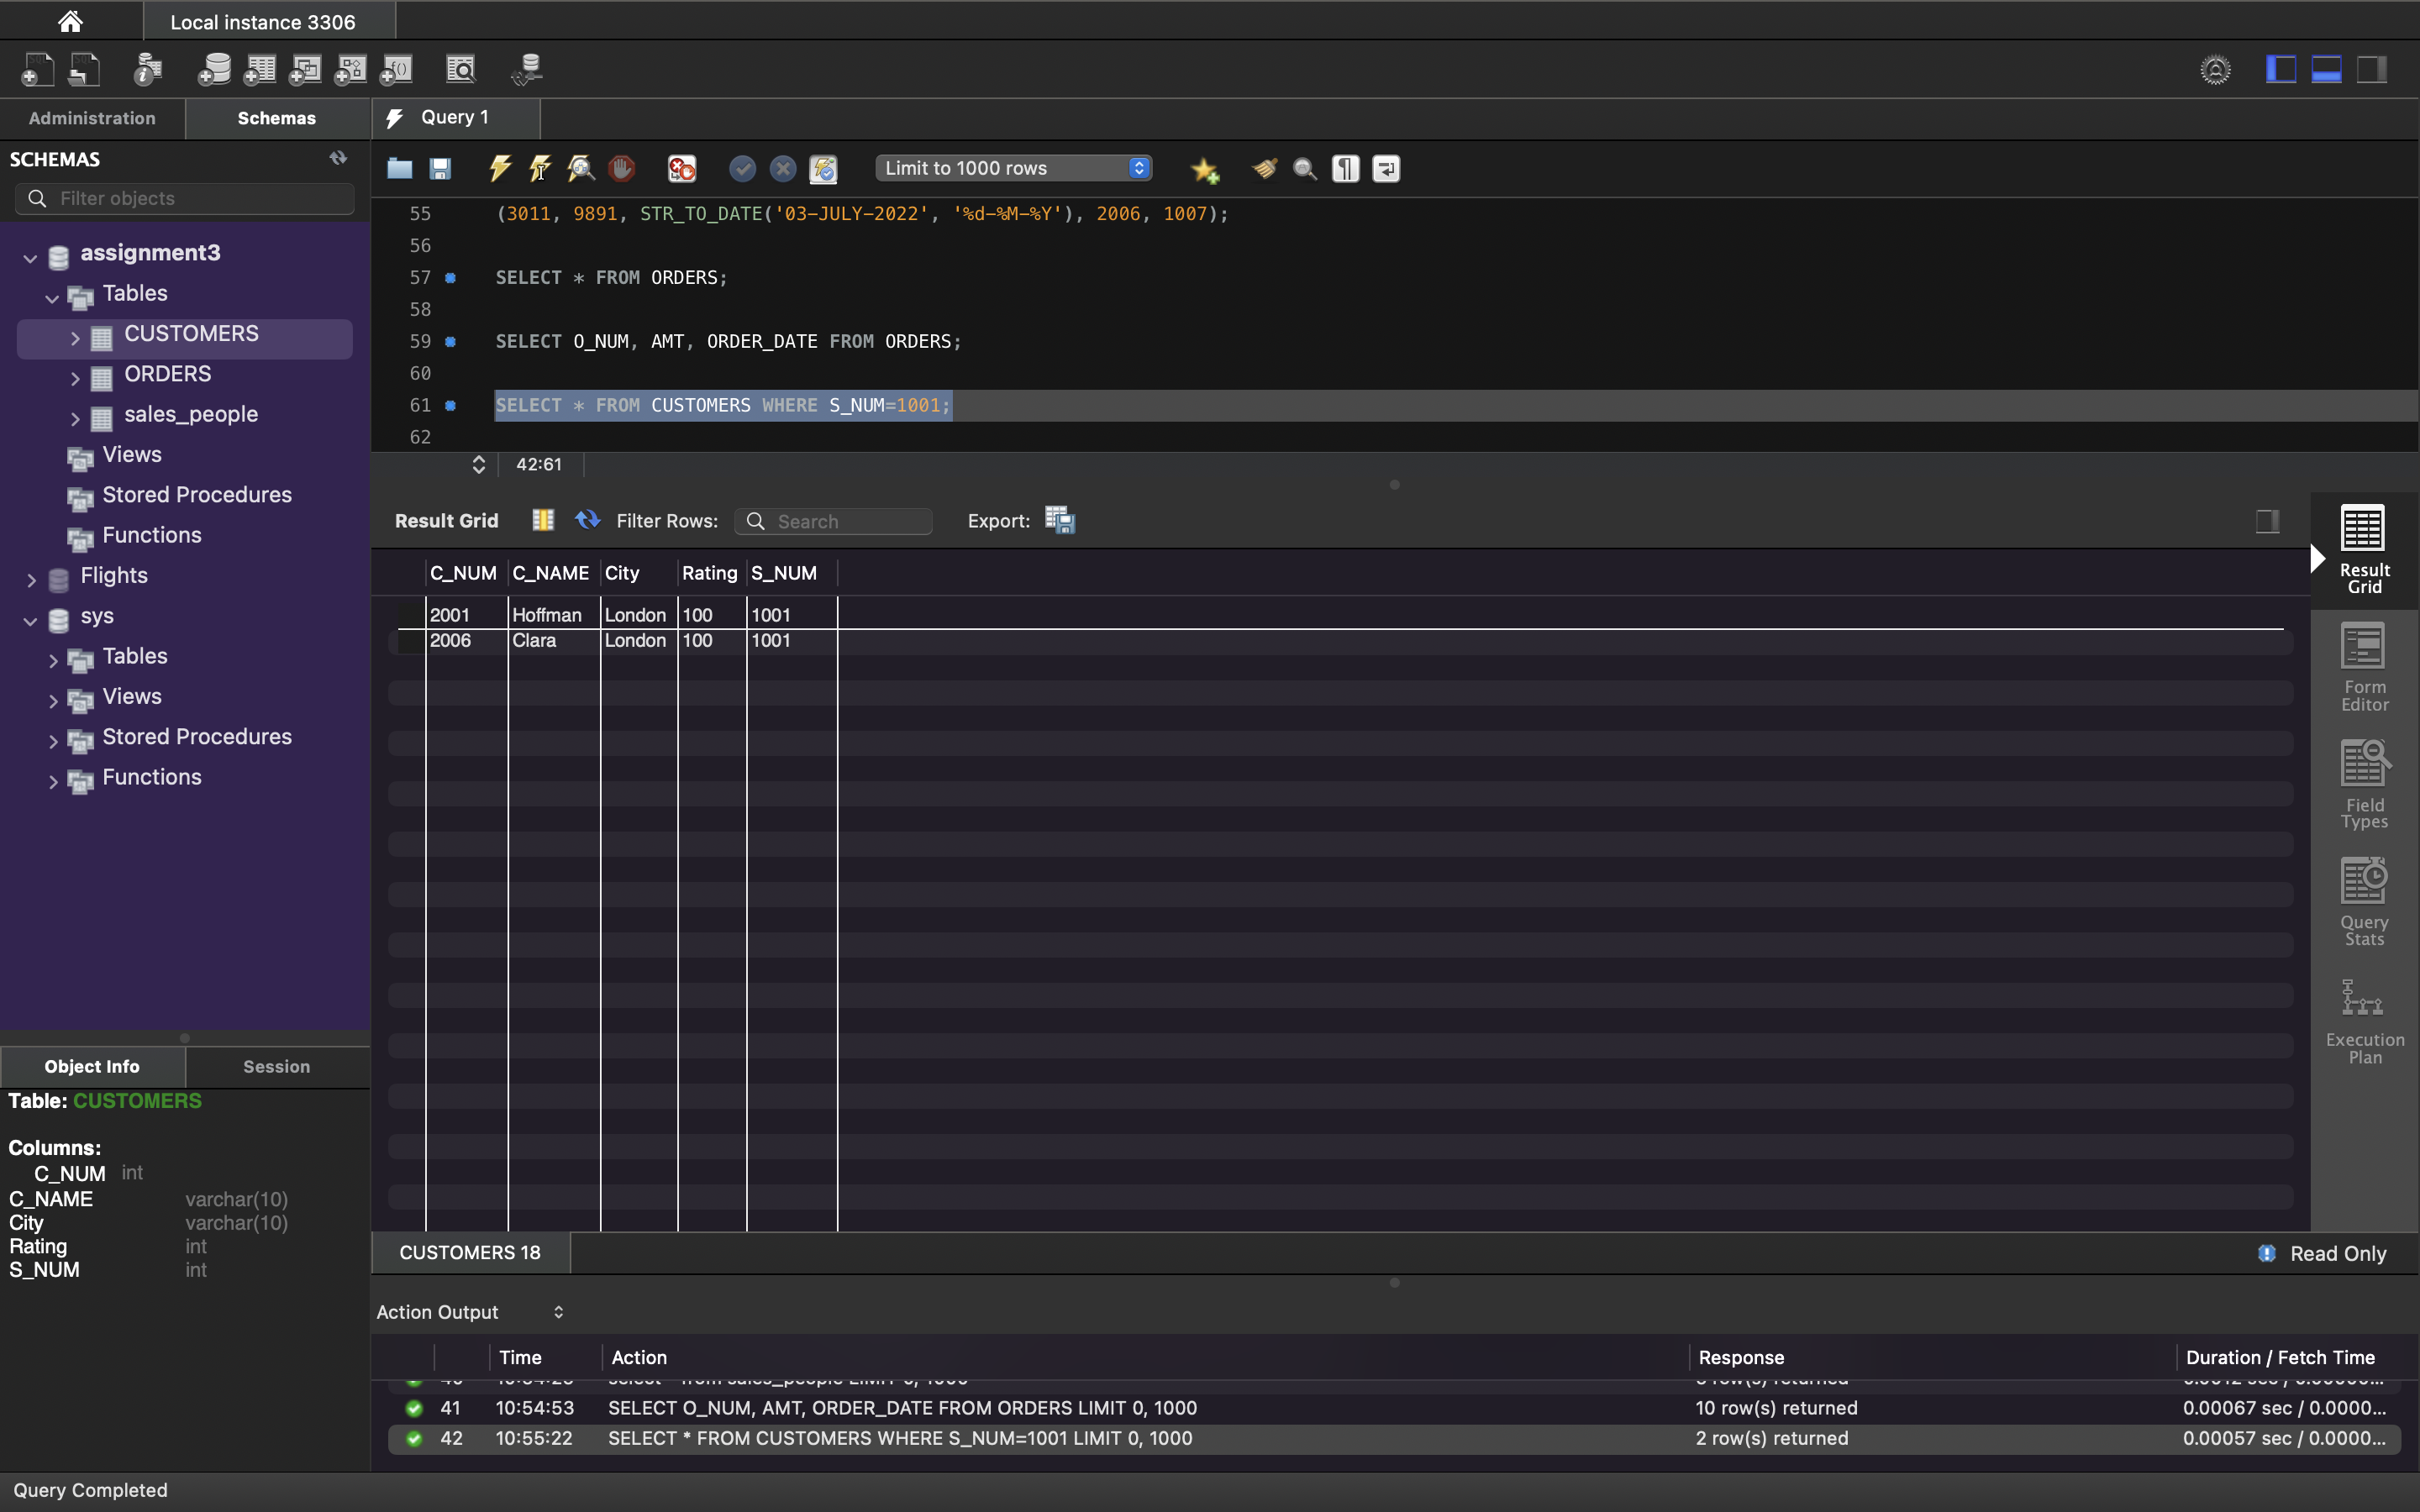 Local instance 3306
Administration
Schemas
Query 1
SCHEMAS
Filter objects
Limit to 1000 rows
assignment3
Tables
CUSTOMERS
ORDERS
sales_people
Views
Stored Procedures
Functions
Flights
sys
Tables
Views
Stored Procedures
Functions
55 (3011, 9891, STR_TO_DATE('03-JULY-2022', '%d-%M-%Y'), 2006, 1007);
56
57 SELECT * FROM ORDERS;
58
59 SELECT O_NUM, AMT, ORDER_DATE FROM ORDERS;
60
61 SELECT * FROM CUSTOMERS WHERE S_NUM=1001;
62
42:61
Result Grid
Filter Rows:
Search
Export:
C_NUM C_NAME City Rating S_NUM
2001 Hoffman London 100 1001
2006 Clara London 100 1001
Result
Grid
Form
Editor
Field
Types
Query
Stats
Execution
Plan
Object Info
Session
Table: CUSTOMERS
Columns:
C_NUM int
C_NAME varchar(10)
City varchar(10)
Rating int
S_NUM int
CUSTOMERS 18
Read Only
Action Output
Time Action Response Duration / Fetch Time
41 10:54:53 SELECT O_NUM, AMT, ORDER_DATE FROM ORDERS LIMIT 0, 1000 10 row(s) returned 0.00067 sec / 0.0000...
42 10:55:22 SELECT * FROM CUSTOMERS WHERE S_NUM=1001 LIMIT 0, 1000 2 row(s) returned 0.00057 sec / 0.0000...
Query Completed